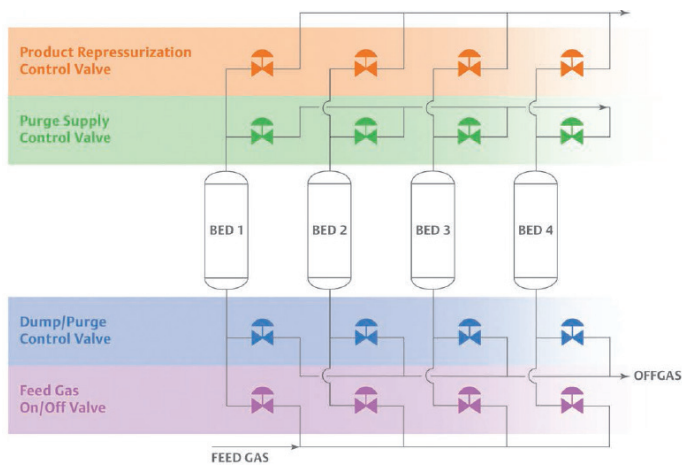 Product Repressurization
Control Valve
Purge Supply
Control Valve
BED 1
BED 2
BED 3
BED 4
Dump/Purge
Control Valve
OFFGAS
Feed Gas
On/Off Valve
FEED GAS